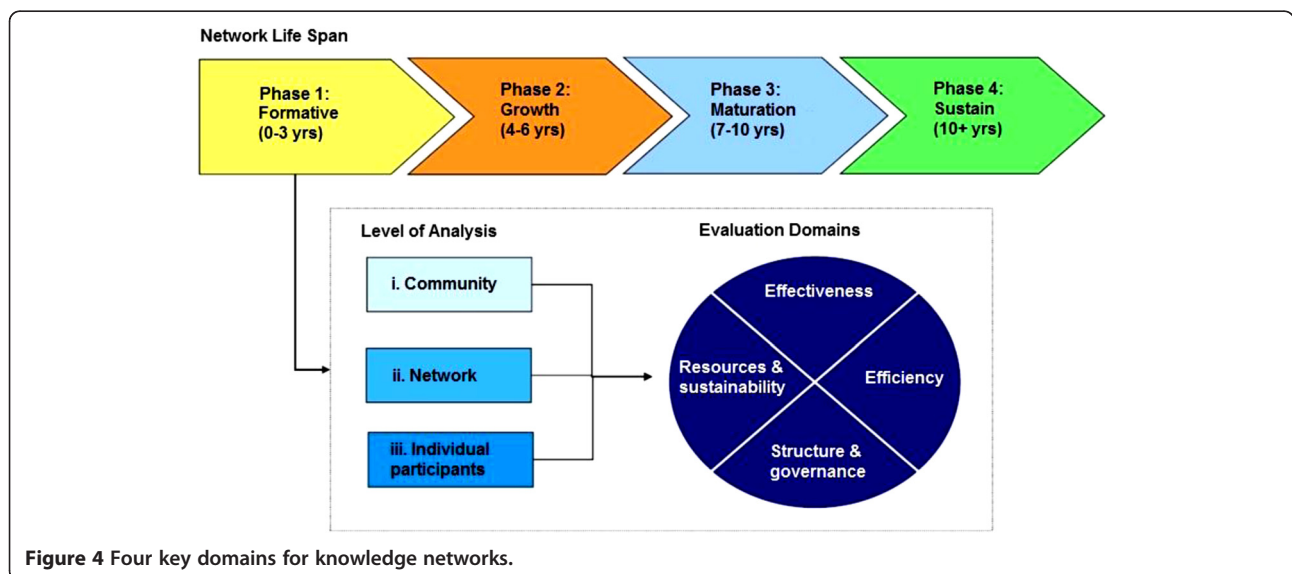 Network Life Span
Phase 1:
Formative
(0-3 yrs)
Phase 2:
Growth
(4-6 yrs)
Phase 3:
Maturation
(7-10 yrs)
Phase 4:
Sustain
(10+ yrs)
Level of Analysis
i. Community
ii. Network
iii. Individual
participants
Evaluation Domains
Effectiveness
Resources &
sustainability
Efficiency
Structure &
governance
Figure 4 Four key domains for knowledge networks.